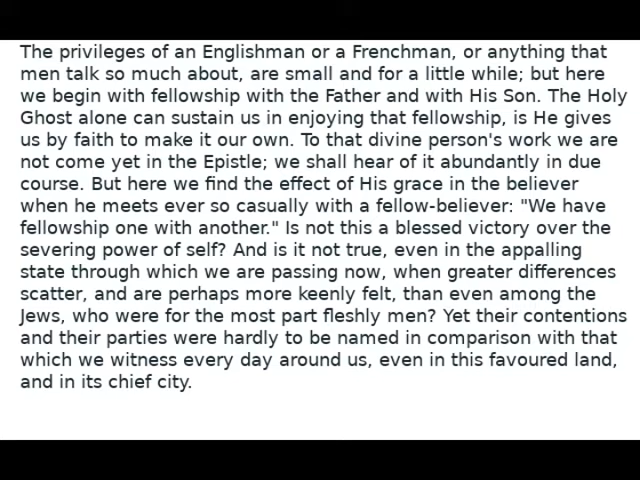 The privileges of an Englishman or a Frenchman, or anything that
men talk so much about, are small and for a little while; but here
we begin with fellowship with the Father and with His Son. The Holy
Ghost alone can sustain us in enjoying that fellowship, is He gives
us by faith to make it our own. To that divine person's work we are
not come yet in the Epistle; we shall hear of it abundantly in due
course. But here we find the effect of His grace in the believer
when he meets ever so casually with a fellow-believer: "We have
fellowship one with another." Is not this a blessed victory over the
severing power of self? And is it not true, even in the appalling
state through which we are passing now, when greater differences
scatter, and are perhaps more keenly felt, than even among the
Jews, who were for the most part fleshly men? Yet their contentions
and their parties were hardly to be named in comparison with that
which we witness every day around us, even in this favoured land,
and in its chief city.